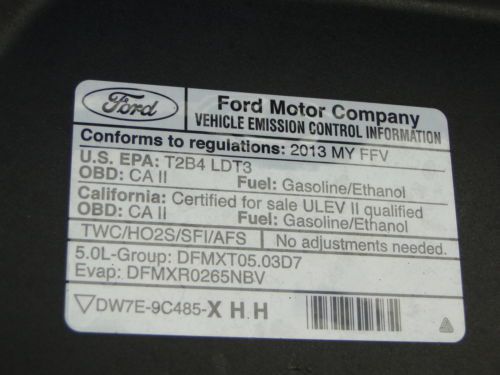 Ford
Ford Motor Company
VEHICLE EMISSION CONTROL INFORMATION
Conforms to regulations: 2013 MY FFV
U.S. EPA: T2B4 LDT3
OBD: CA II Fuel: Gasoline/Ethanol
California: Certified for sale ULEV II qualified
OBD: CA II Fuel: Gasoline/Ethanol
TWC/HO2S/SFI/AFS No adjustments needed.
5.0L-Group: DFMXT05.03D7
Evap: DFMXR0265NBV
▽DW7E-9C485-X H H